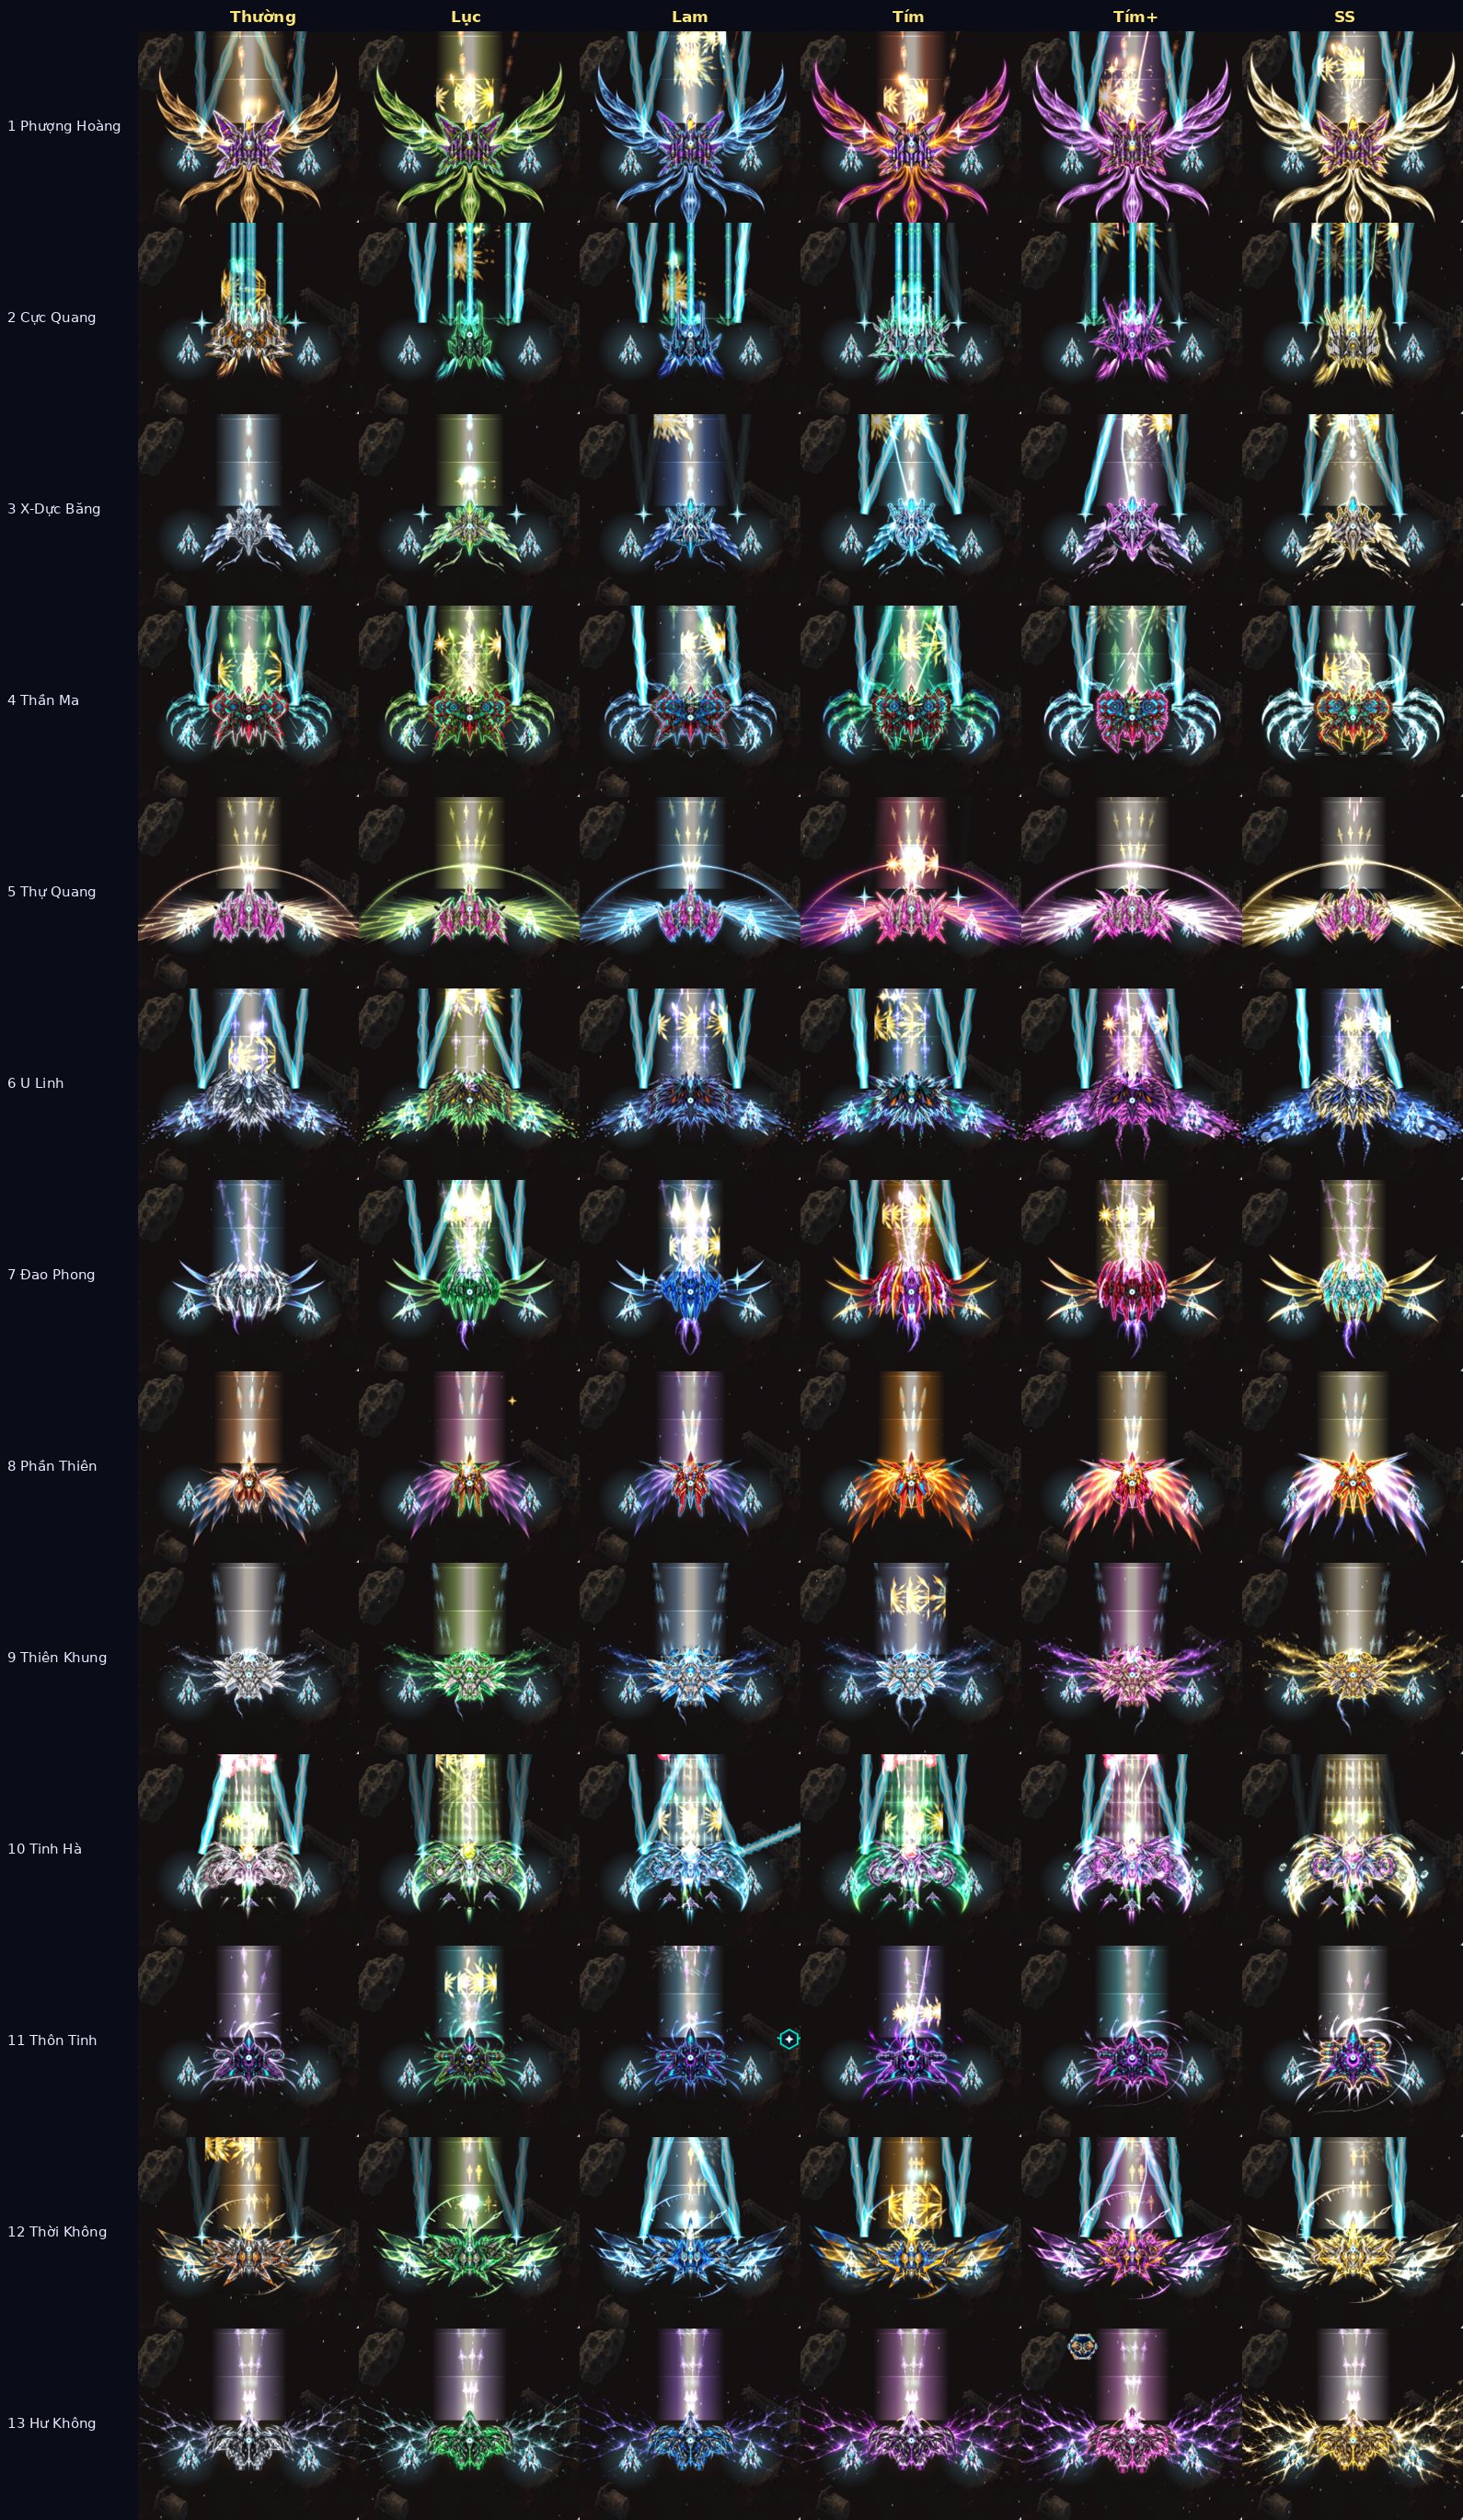 Thường Lục Lam Tím Tím+ SS
1 Phượng Hoàng
2 Cực Quang
3 X-Dực Băng
4 Thần Ma
5 Thự Quang
6 U Linh
7 Đao Phong
8 Phần Thiên
9 Thiên Khung
10 Tinh Hà
11 Thôn Tinh
12 Thời Không
13 Hư Không